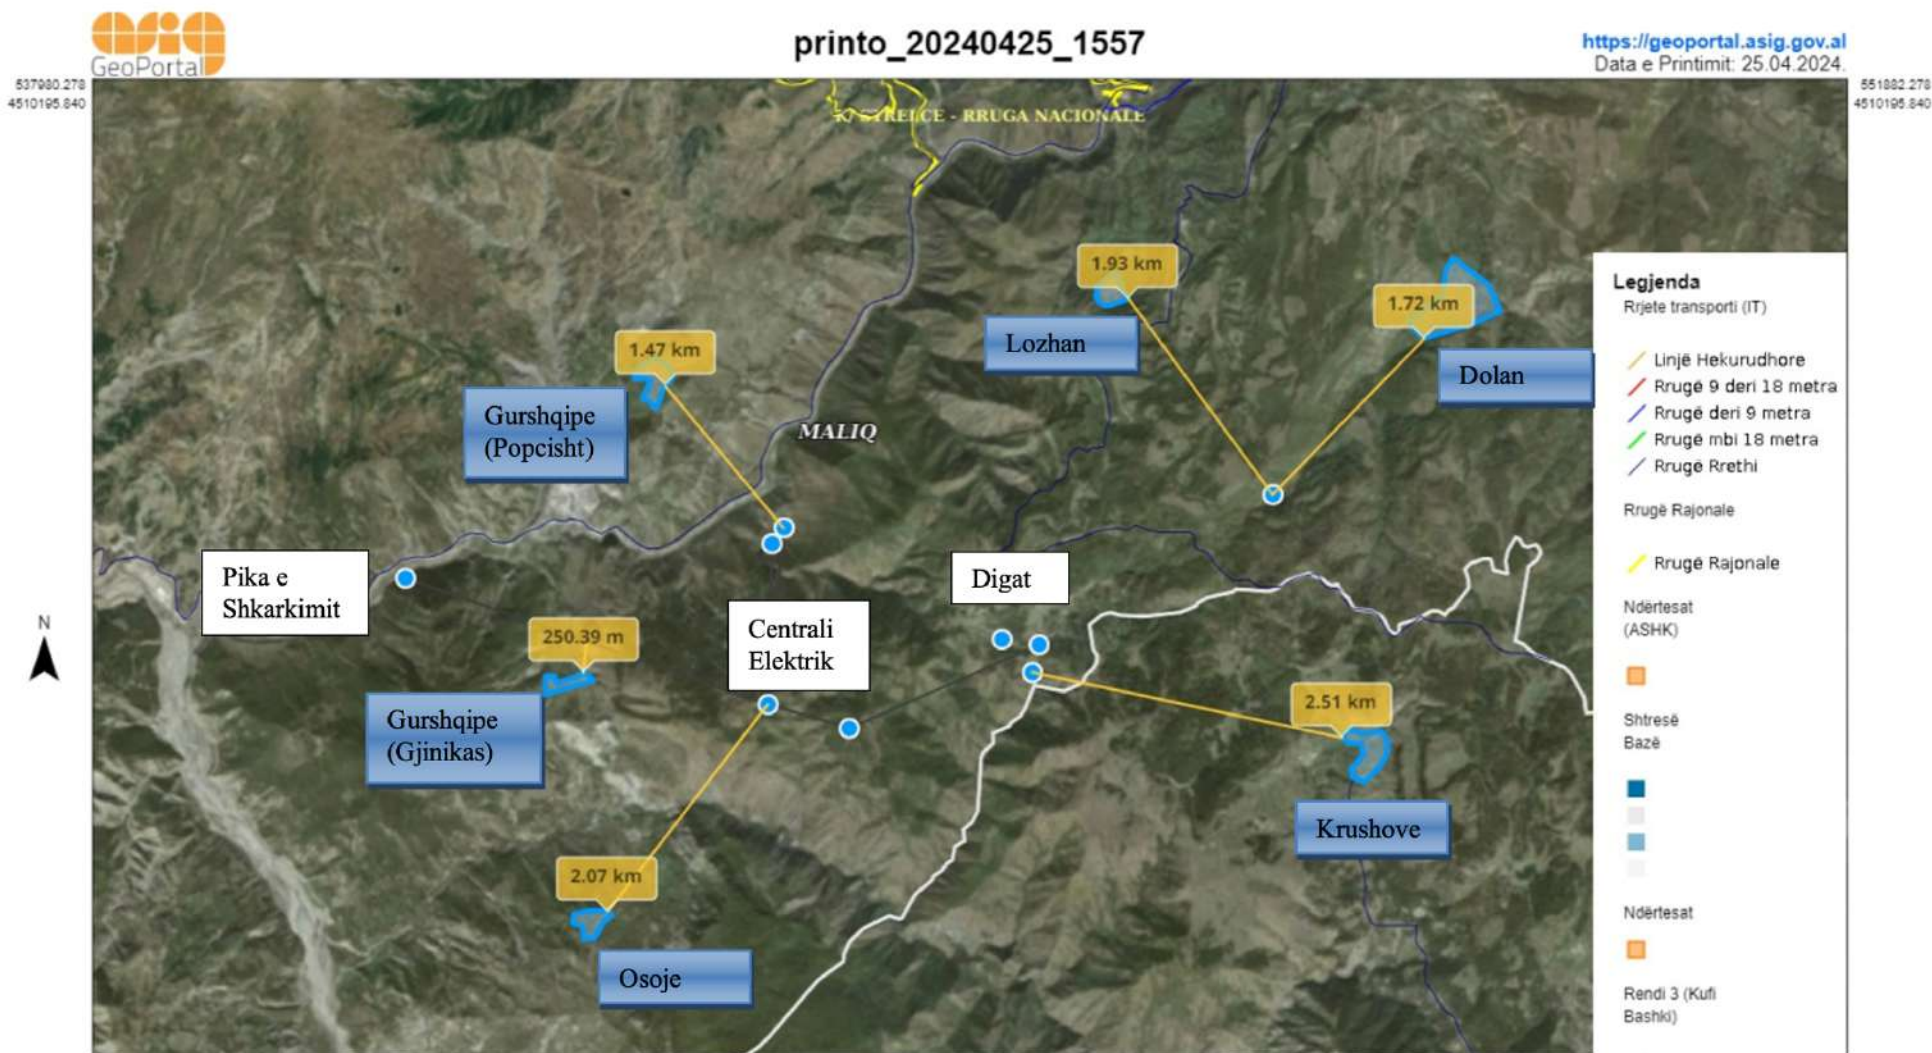 asig
GeoPortal
printo_20240425_1557
https://geoportal.asig.gov.al
Data e Printimit: 25.04.2024.
537980.278
4510195.840
551882.278
4510195.840
STRELCE - RRUGA NACIONALE
1.93 km
1.72 km
Lozhan
Dolan
1.47 km
Gurshqipe
(Popcisht)
MALIQ
Pika e
Shkarkimit
Digat
Centrali
Elektrik
250.39 m
Gurshqipe
(Gjinikas)
2.51 km
Krushove
2.07 km
Osoje
N
Legjenda
Rrjete transporti (IT)
Linjë Hekurudhore
Rrugë 9 deri 18 metra
Rrugë deri 9 metra
Rrugë mbi 18 metra
Rrugë Rrethi
Rrugë Rajonale
Rrugë Rajonale
Ndërtesat
(ASHK)
Shtresë
Bazë
Ndërtesat
Rendi 3 (Kufi
Bashki)